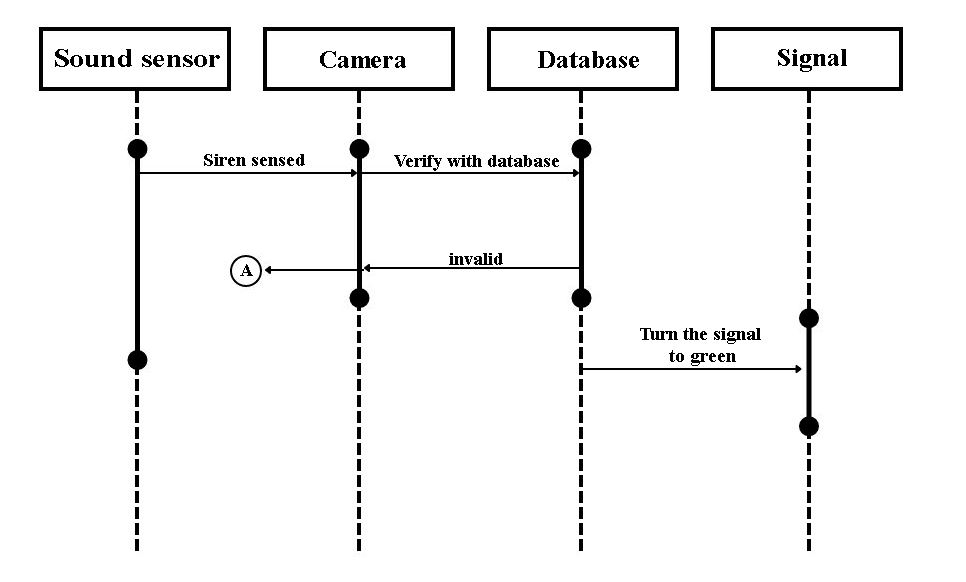 Sound sensor
Camera
Database
Signal
Siren sensed
Verify with database
invalid
A
Turn the signal
to green